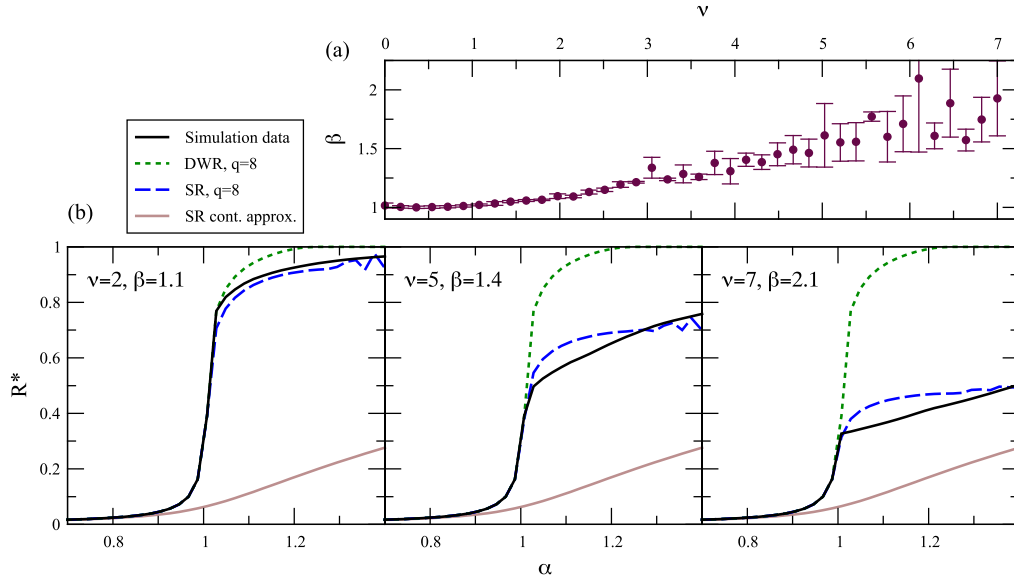 ν
(a)
0 1 2 3 4 5 6 7
2
1.5
1
β
Simulation data
DWR, q=8
SR, q=8
SR cont. approx.
(b)
1
0.8
0.6
0.4
0.2
0
R*
ν=2, β=1.1
ν=5, β=1.4
ν=7, β=2.1
0.8 1 1.2 0.8 1 1.2 0.8 1 1.2
α